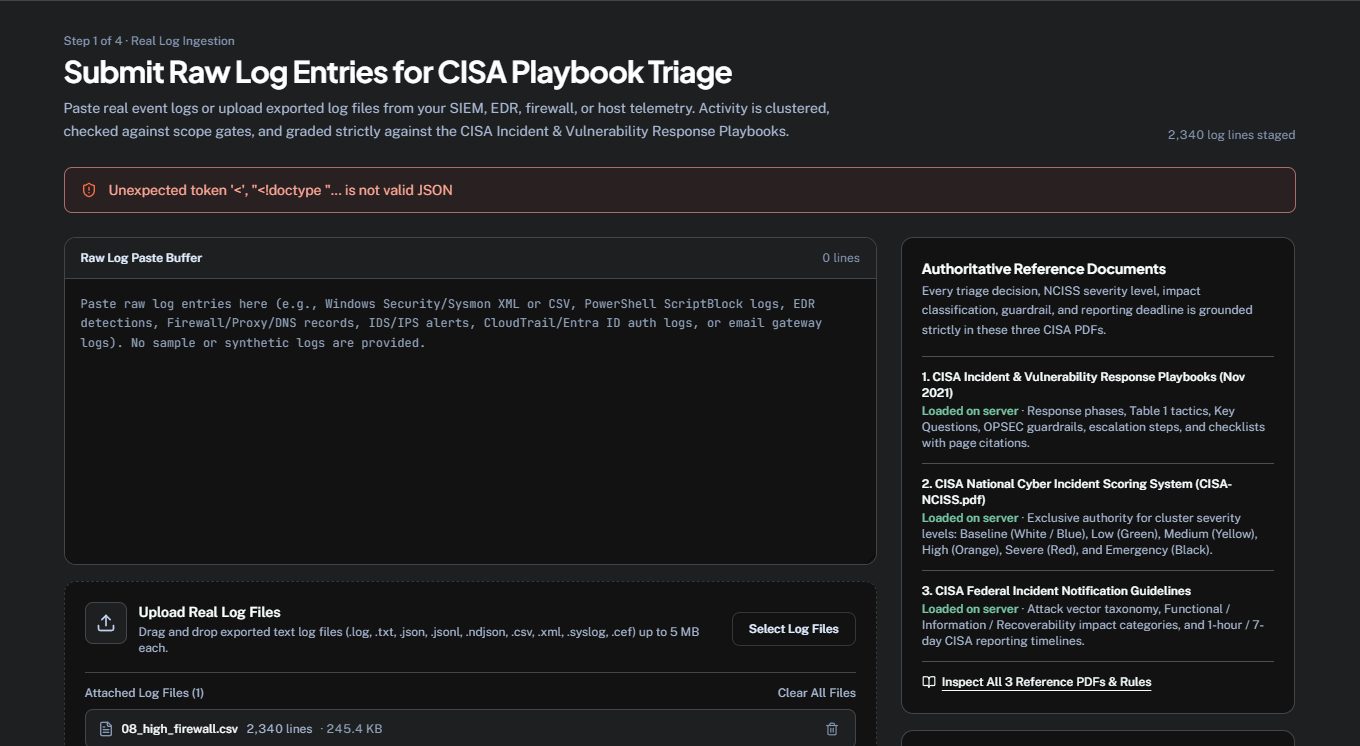 Step 1 of 4 · Real Log Ingestion
Submit Raw Log Entries for CISA Playbook Triage
Paste real event logs or upload exported log files from your SIEM, EDR, firewall, or host telemetry. Activity is clustered,
checked against scope gates, and graded strictly against the CISA Incident & Vulnerability Response Playbooks.
2,340 log lines staged
Unexpected token '<', "<!doctype "... is not valid JSON
Raw Log Paste Buffer
0 lines
Paste raw log entries here (e.g., Windows Security/Sysmon XML or CSV, PowerShell ScriptBlock logs, EDR
detections, Firewall/Proxy/DNS records, IDS/IPS alerts, CloudTrail/Entra ID auth logs, or email gateway
logs). No sample or synthetic logs are provided.
Upload Real Log Files
Drag and drop exported text log files (.log, .txt, .json, .jsonl, .ndjson, .csv, .xml, .syslog, .cef) up to 5 MB
each.
Select Log Files
Attached Log Files (1)
Clear All Files
08_high_firewall.csv 2,340 lines · 245.4 KB
Authoritative Reference Documents
Every triage decision, NCISS severity level, impact
classification, guardrail, and reporting deadline is grounded
strictly in these three CISA PDFs.
1. CISA Incident & Vulnerability Response Playbooks (Nov
2021)
Loaded on server · Response phases, Table 1 tactics, Key
Questions, OPSEC guardrails, escalation steps, and checklists
with page citations.
2. CISA National Cyber Incident Scoring System (CISA-
NCISS.pdf)
Loaded on server · Exclusive authority for cluster severity
levels: Baseline (White / Blue), Low (Green), Medium (Yellow),
High (Orange), Severe (Red), and Emergency (Black).
3. CISA Federal Incident Notification Guidelines
Loaded on server · Attack vector taxonomy, Functional /
Information / Recoverability impact categories, and 1-hour / 7-
day CISA reporting timelines.
Inspect All 3 Reference PDFs & Rules